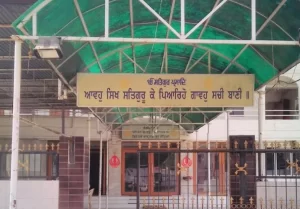 ੴ ਸਤਿਗੁਰ ਪ੍ਰਸਾਦਿ
ਆਵਹੁ ਸਿਖ ਸਤਿਗੁਰੂ ਕੇ ਪਿਆਰਿਹੋ ਗਾਵਹੁ ਸਚੀ ਬਾਣੀ ॥